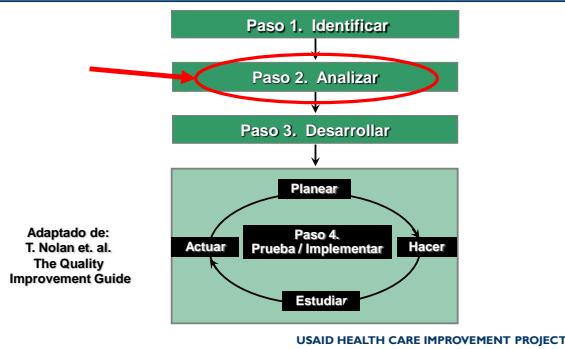 Paso 1. Identificar
Paso 2. Analizar
Paso 3. Desarrollar
Planear
Adaptado de:
T. Nolan et. al.
The Quality
Improvement Guide
Actuar
Paso 4.
Prueba / Implementar
Hacer
Estudiar
USAID HEALTH CARE IMPROVEMENT PROJECT